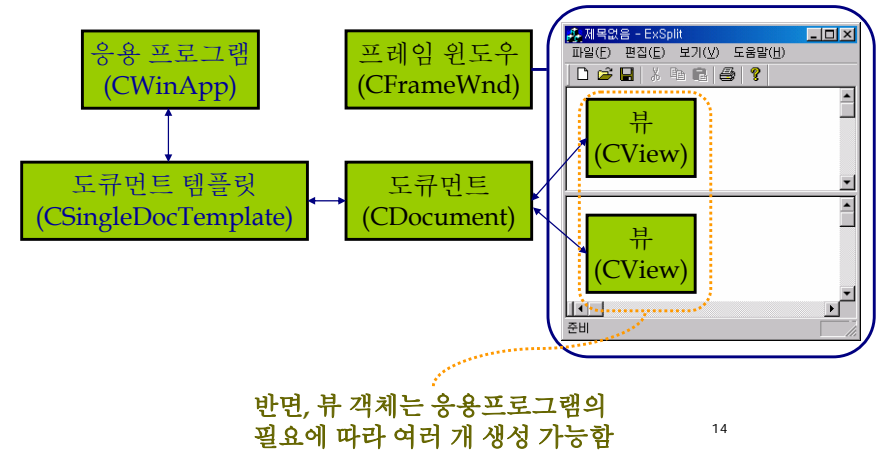 응용 프로그램
(CWinApp)
프레임 윈도우
(CFrameWnd)
제목없음 - ExSplit
파일(F) 편집(E) 보기(V) 도움말(H)
뷰
(CView)
도큐먼트 템플릿
(CSingleDocTemplate)
도큐먼트
(CDocument)
뷰
(CView)
준비
반면, 뷰 객체는 응용프로그램의
필요에 따라 여러 개 생성 가능함
14